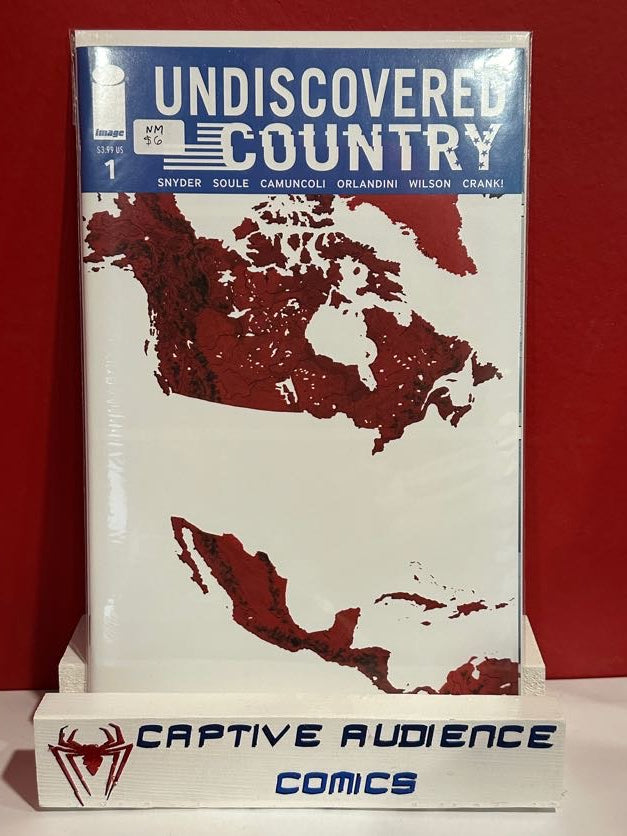 UNDISCOVERED
COUNTRY
image
$3.99 US
1
NM
$6
SNYDER SOULE CAMUNCOLI ORLANDINI WILSON CRANK!
CAPTIVE AUDIENCE
COMICS